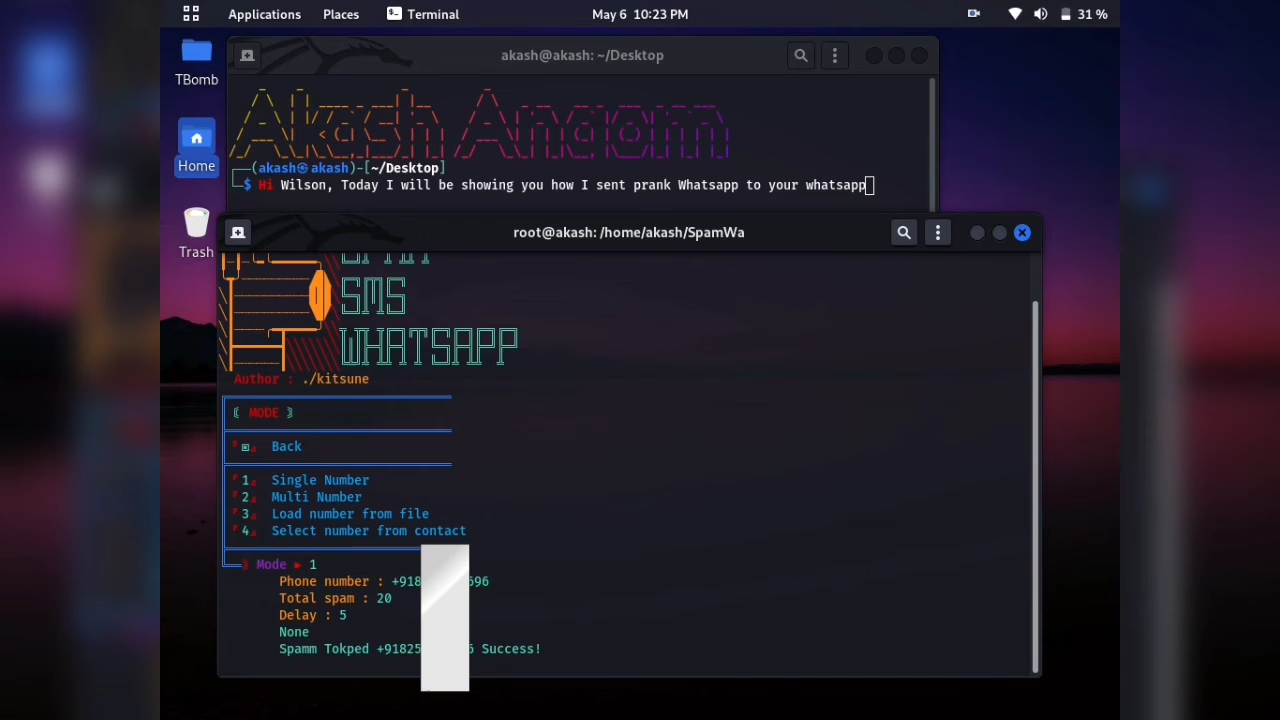 Applications Places Terminal May 6 10:23 PM 31 %
akash@akash: ~/Desktop
TBomb
Akash Angom
(akash㉿akash)-[~/Desktop]
$ Hi Wilson, Today I will be showing you how I sent prank Whatsapp to your whatsapp
Home
root@akash: /home/akash/SpamWa
Trash
SMS
WHATSAPP
Author : ./kitsune
MODE
Back
1 Single Number
2 Multi Number
3 Load number from file
4 Select number from contact
Mode ► 1
Phone number : +918 696
Total spam : 20
Delay : 5
None
Spamm Tokped +91825 6 Success!